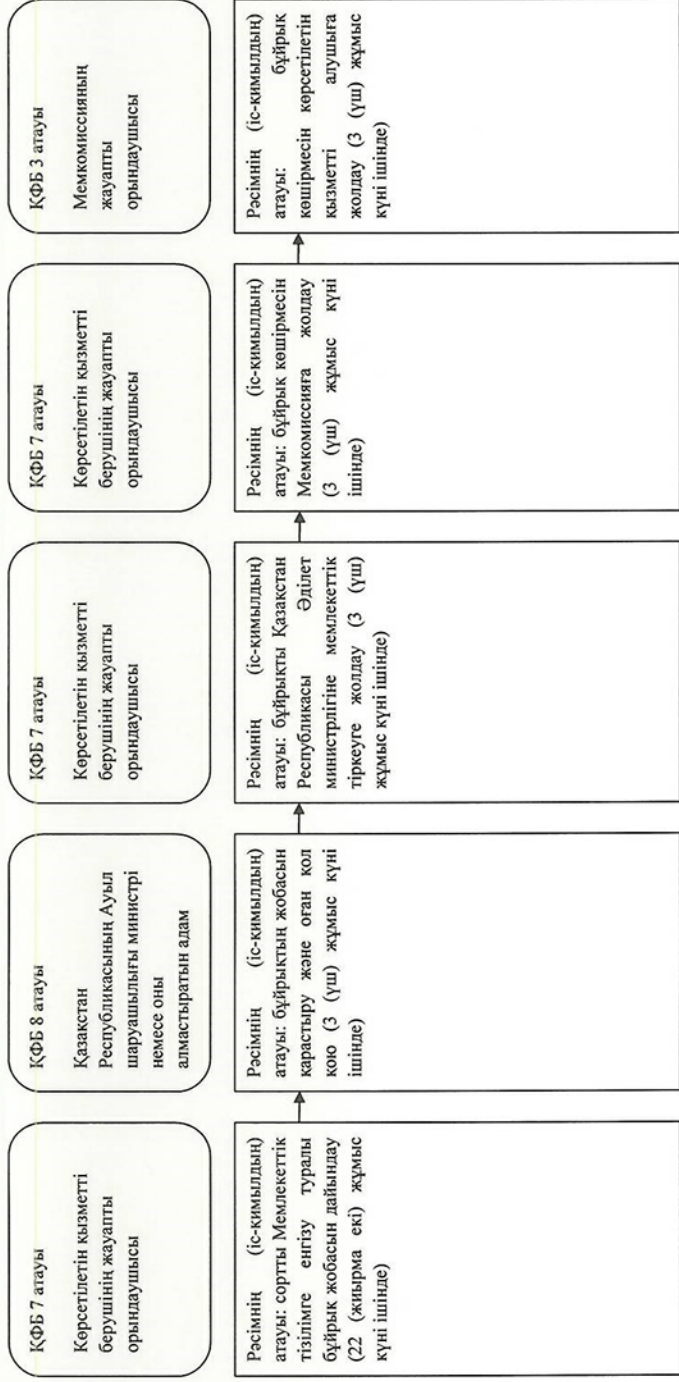 ҚФБ 7 атауы
Көрсетілетін қызметті
берушінің жауапты
орындаушысы
Рәсімнің (іс-қимылдың)
атауы: сортты Мемлекеттік
тізілімге енгізу туралы
бұйрық жобасын дайындау
(22 (жиырма екі) жұмыс
күні ішінде)
ҚФБ 8 атауы
Қазақстан
Республикасының Ауыл
шаруашылығы министрі
немесе оны
алмастыратын адам
Рәсімнің (іс-қимылдың)
атауы: бұйрықтың жобасын
қарастыру және оған қол
қою (3 (үш) жұмыс күні
ішінде)
ҚФБ 7 атауы
Көрсетілетін қызметті
берушінің жауапты
орындаушысы
Рәсімнің (іс-қимылдың)
атауы: бұйрықты Қазақстан
Республикасы Әділет
министрлігіне мемлекеттік
тіркеуге жолдау (3 (үш)
жұмыс күні ішінде)
ҚФБ 7 атауы
Көрсетілетін қызметті
берушінің жауапты
орындаушысы
Рәсімнің (іс-қимылдың)
атауы: бұйрық көшірмесін
Мемкомиссияға жолдау
(3 (үш) жұмыс күні
ішінде)
ҚФБ 3 атауы
Мемкомиссияның
жауапты
орындаушысы
Рәсімнің (іс-қимылдың)
атауы: бұйрық
көшірмесін көрсетілетін
қызметті алушыға
жолдау (3 (үш) жұмыс
күні ішінде)